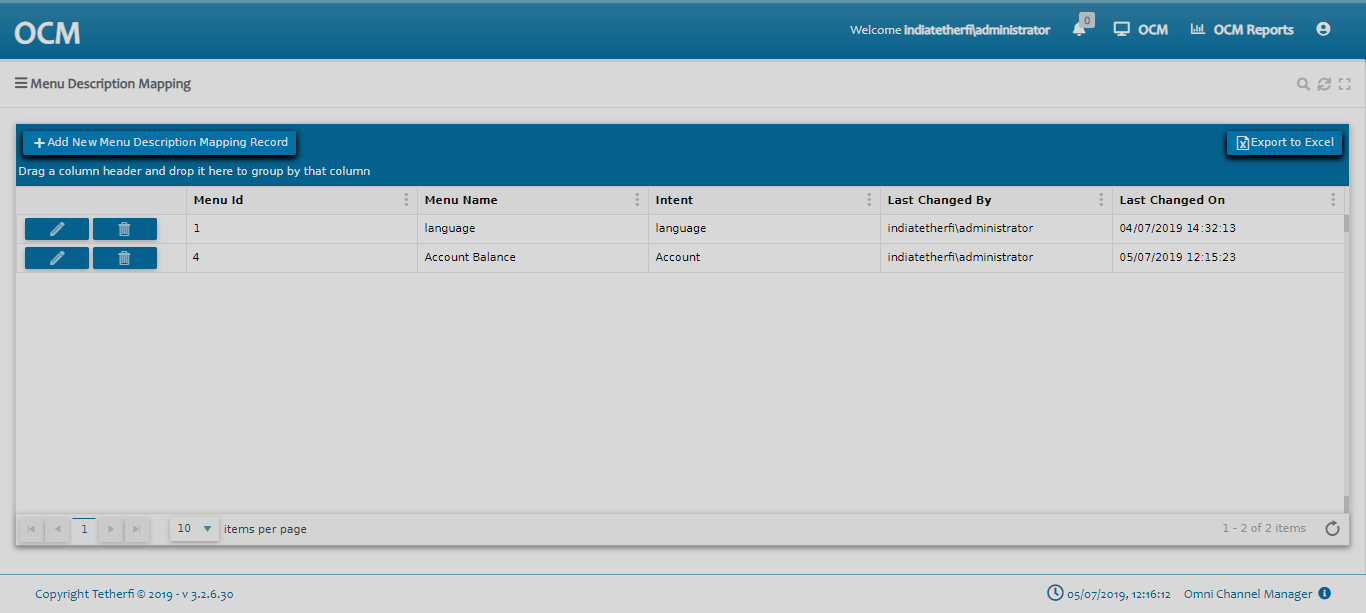 OCM
Welcome indiatetherfi\administrator
0
OCM
OCM Reports
Menu Description Mapping
Add New Menu Description Mapping Record
Export to Excel
Drag a column header and drop it here to group by that column
Menu Id Menu Name Intent Last Changed By Last Changed On
1 language language indiatetherfi\administrator 04/07/2019 14:32:13
4 Account Balance Account indiatetherfi\administrator 05/07/2019 12:15:23
1 10 items per page 1 - 2 of 2 items
Copyright Tetherfi © 2019 - v 3.2.6.30 05/07/2019, 12:16:12 Omni Channel Manager